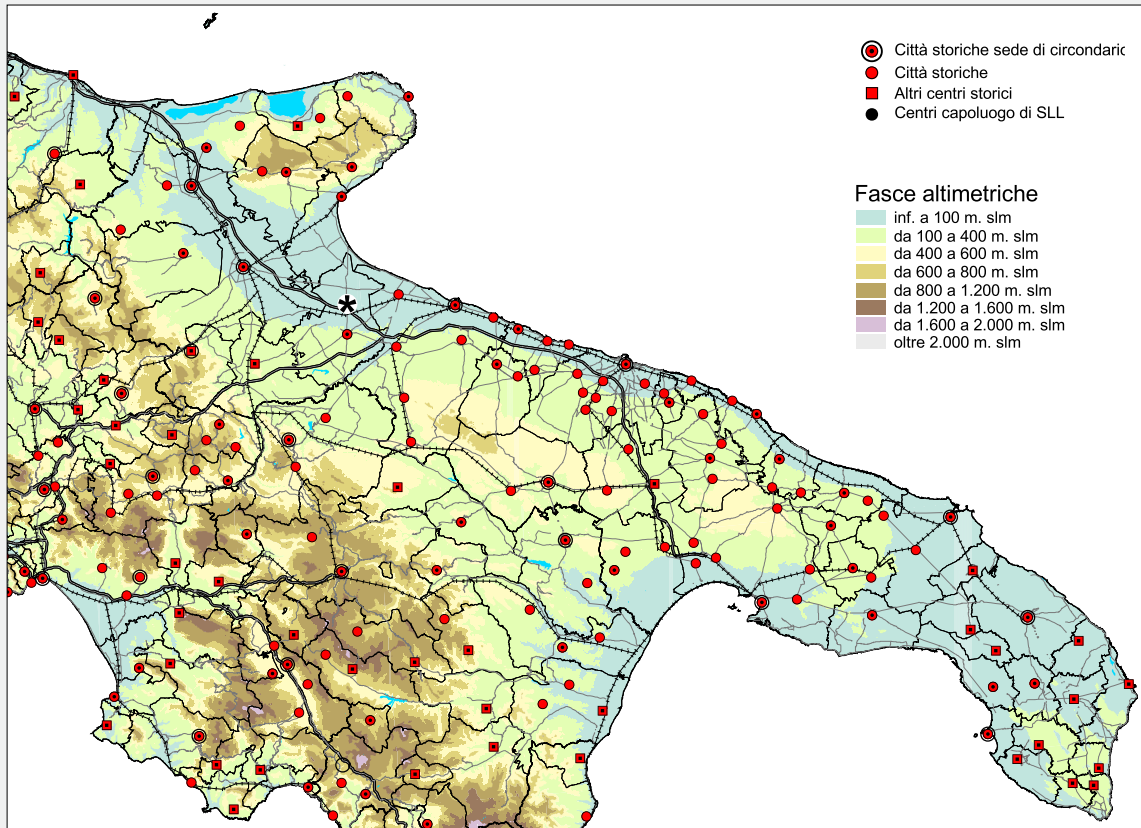 Città storiche sede di circondaric
Città storiche
Altri centri storici
Centri capoluogo di SLL
Fasce altimetriche
inf. a 100 m. slm
da 100 a 400 m. slm
da 400 a 600 m. slm
da 600 a 800 m. slm
da 800 a 1.200 m. slm
da 1.200 a 1.600 m. slm
da 1.600 a 2.000 m. slm
oltre 2.000 m. slm
*